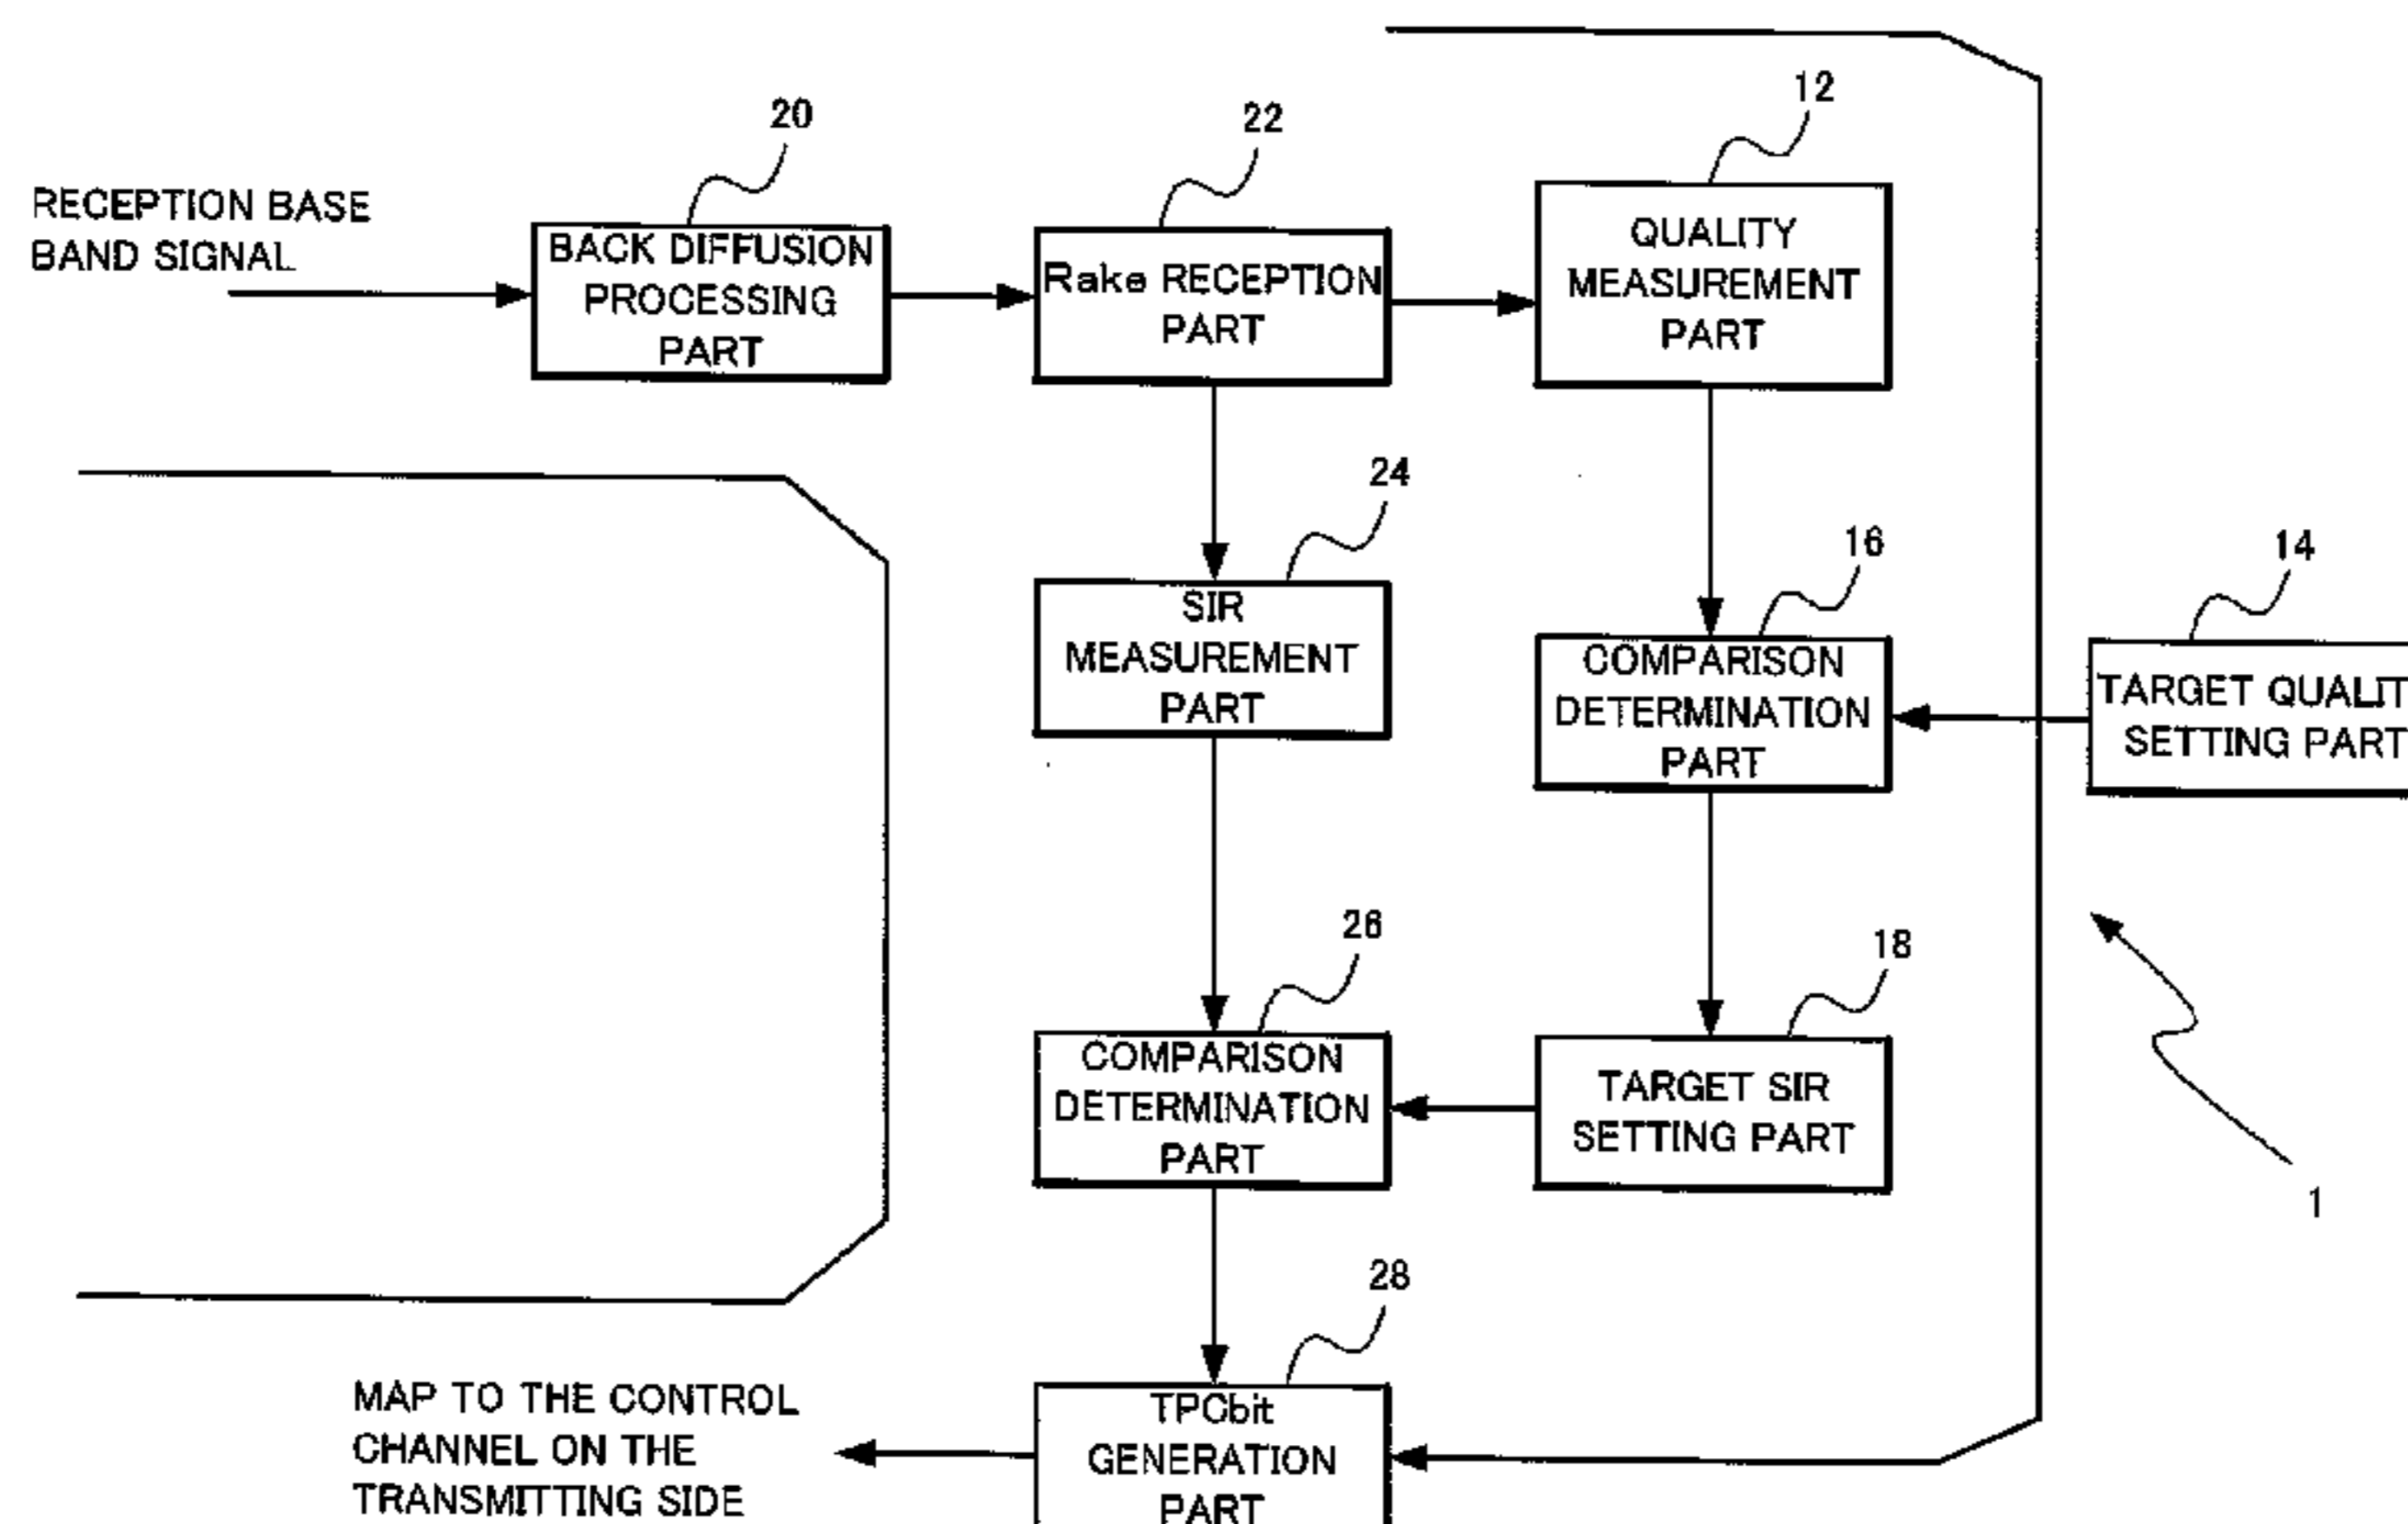 20
22
12
RECEPTION BASE
BAND SIGNAL
BACK DIFFUSION
PROCESSING
PART
Rake RECEPTION
PART
QUALITY
MEASUREMENT
PART
24
16
14
SIR
MEASUREMENT
PART
COMPARISON
DETERMINATION
PART
TARGET QUALIT
SETTING PART
26
18
COMPARISON
DETERMINATION
PART
TARGET SIR
SETTING PART
1
28
MAP TO THE CONTROL
CHANNEL ON THE
TRANSMITTING SIDE
TPCbit
GENERATION
PART